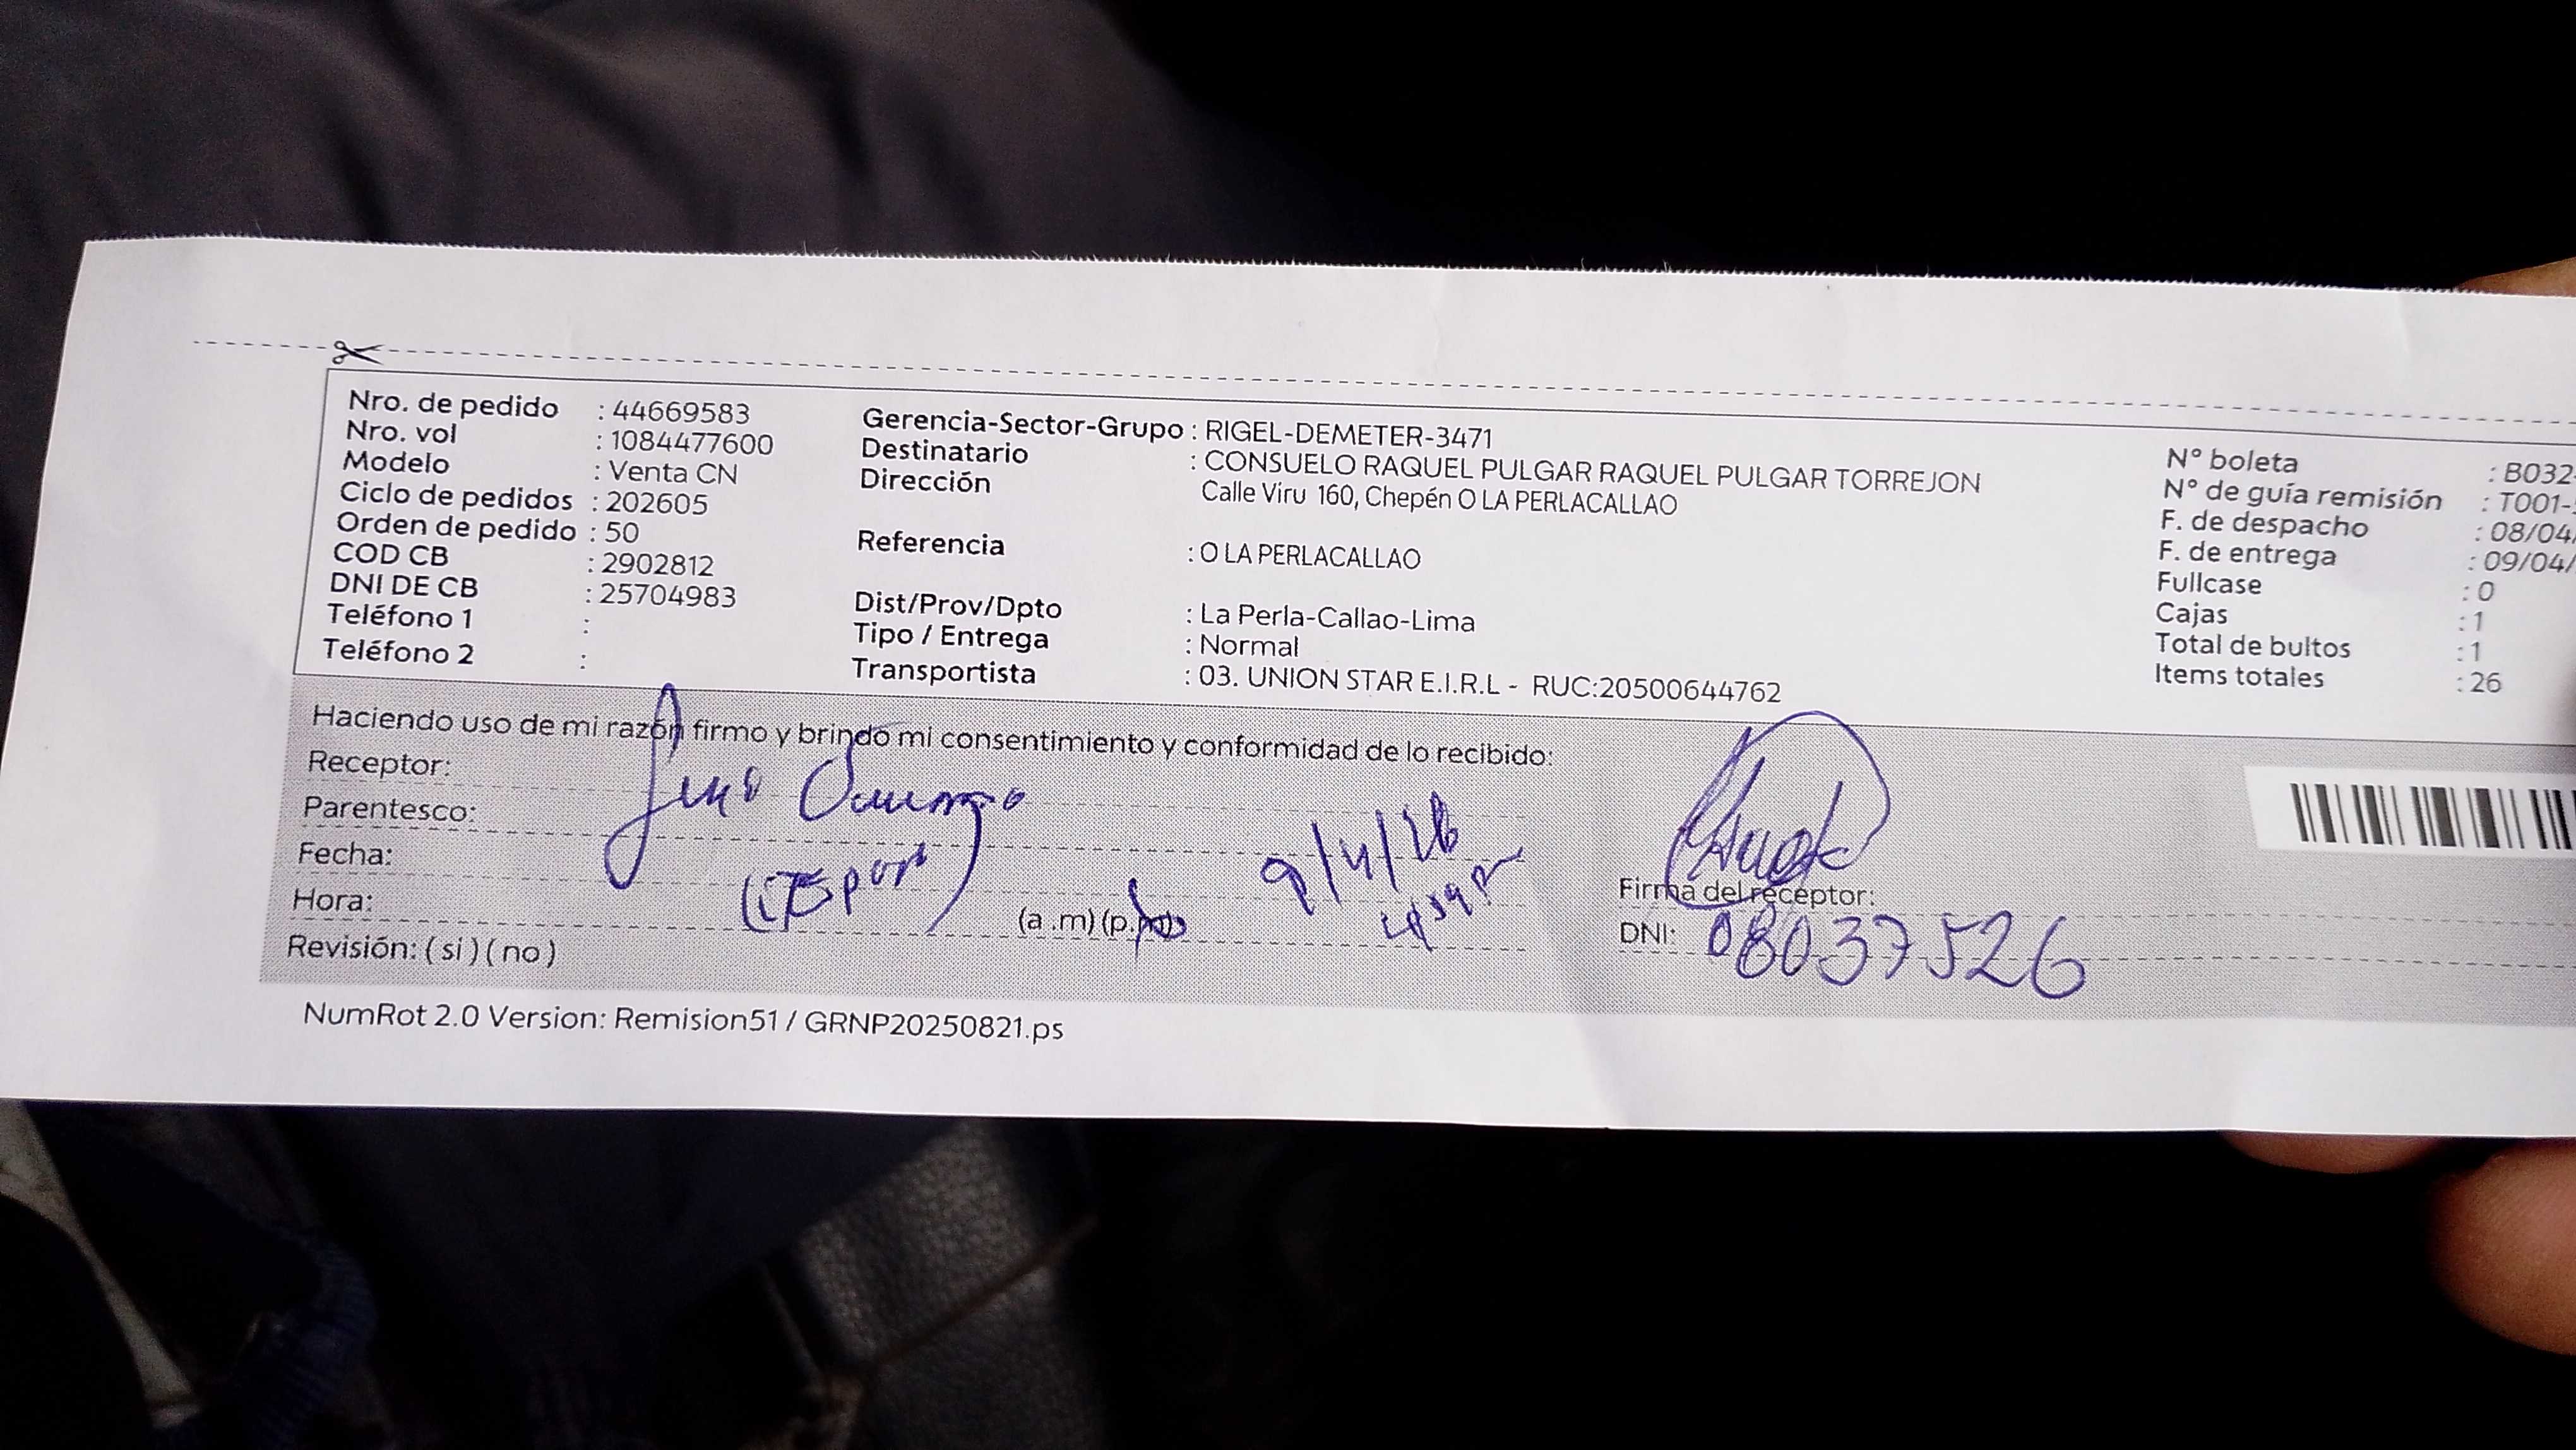 Nro. de pedido : 44669583
Nro. vol : 1084477600
Modelo : Venta CN
Ciclo de pedidos : 202605
Orden de pedido : 50
COD CB : 2902812
DNI DE CB : 25704983
Teléfono 1 :
Teléfono 2 :
Gerencia-Sector-Grupo : RIGEL-DEMETER-3471
Destinatario : CONSUELO RAQUEL PULGAR RAQUEL PULGAR TORREJON
Dirección Calle Viru 160, Chepén O LA PERLACALLAO
Referencia : O LA PERLACALLAO
Dist/Prov/Dpto : La Perla-Callao-Lima
Tipo / Entrega : Normal
Transportista : 03. UNION STAR E.I.R.L - RUC:20500644762
N° boleta : B032-
N° de guía remisión : T001-
F. de despacho : 08/04/
F. de entrega : 09/04/
Fullcase : 0
Cajas : 1
Total de bultos : 1
Items totales : 26
Haciendo uso de mi razón firmo y brindo mi consentimiento y conformidad de lo recibido:
Receptor:
Parentesco:
Fecha: 9/4/26
Hora: (a .m) (p.
Revisión: ( si ) ( no )
Firma del receptor:
DNI: 08037526
NumRot 2.0 Version: Remision51 / GRNP20250821.ps